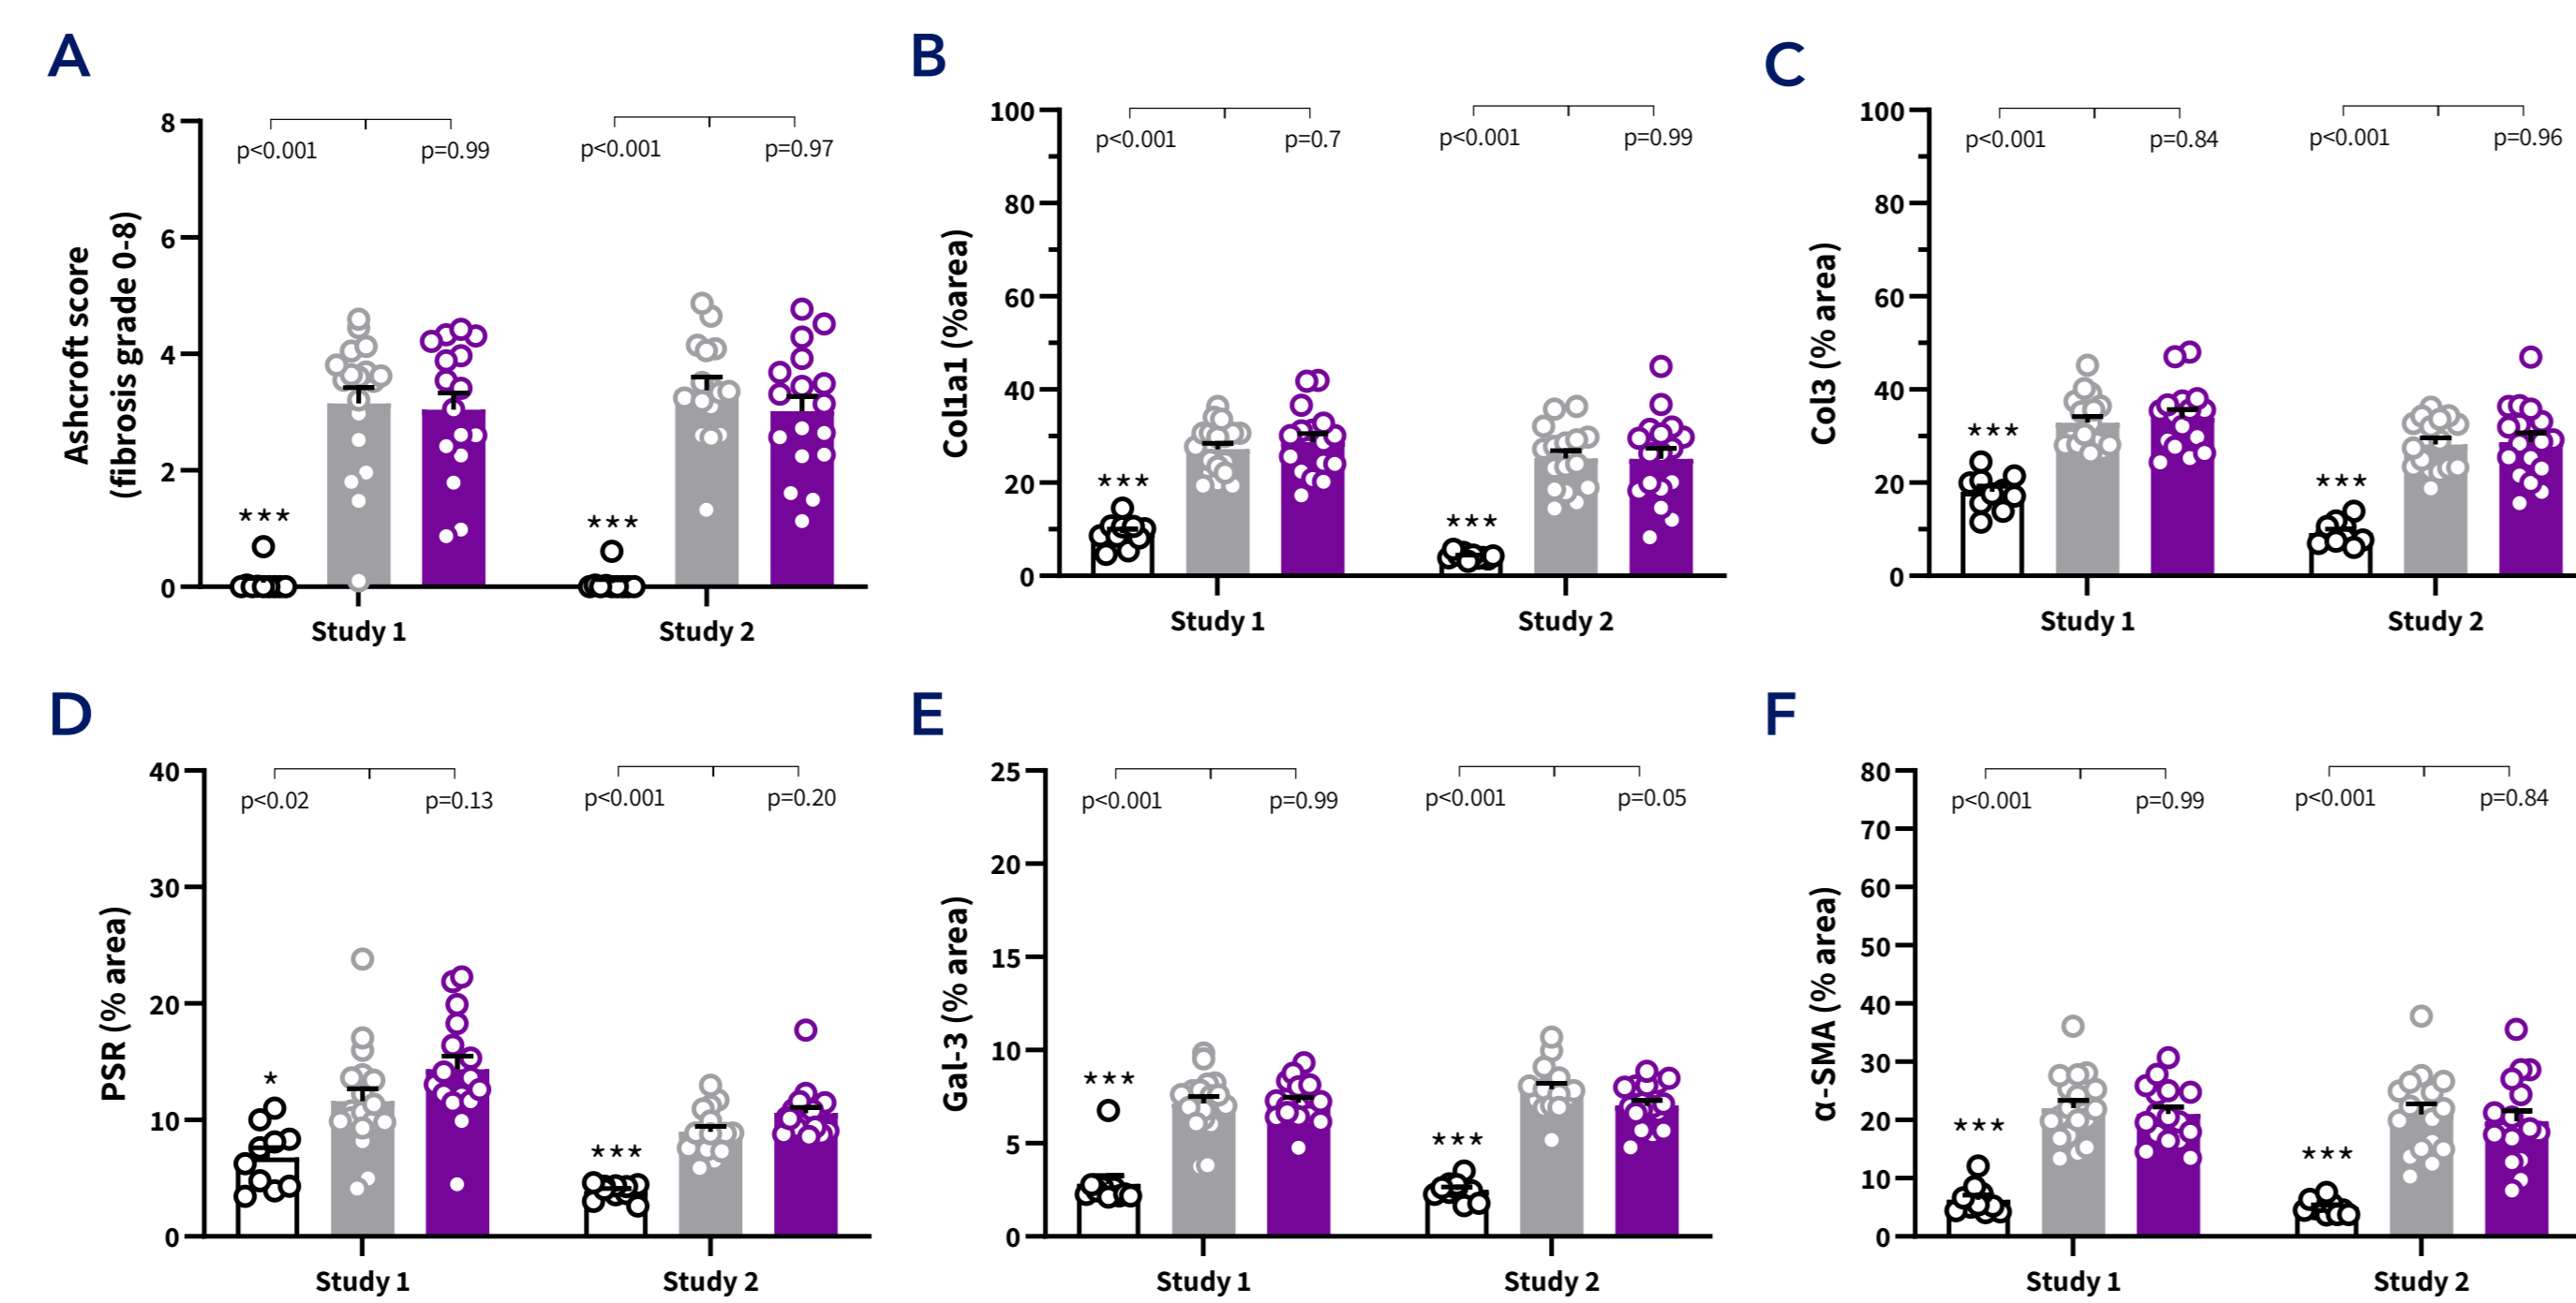 A
Ashcroft score
(fibrosis grade 0-8)
8
6
4
2
0
p<0.001
p=0.99
p<0.001
p=0.97
***
***
Study 1
Study 2
B
Col1a1 (%area)
100
80
60
40
20
0
p<0.001
p=0.7
p<0.001
p=0.99
***
***
Study 1
Study 2
C
Col3 (% area)
100
80
60
40
20
0
p<0.001
p=0.84
p<0.001
p=0.96
***
***
Study 1
Study 2
D
PSR (% area)
40
30
20
10
0
p<0.02
p=0.13
p<0.001
p=0.20
*
***
Study 1
Study 2
E
Gal-3 (% area)
25
20
15
10
5
0
p<0.001
p=0.99
p<0.001
p=0.05
***
***
Study 1
Study 2
F
α-SMA (% area)
80
70
60
50
40
30
20
10
0
p<0.001
p=0.99
p<0.001
p=0.84
***
***
Study 1
Study 2